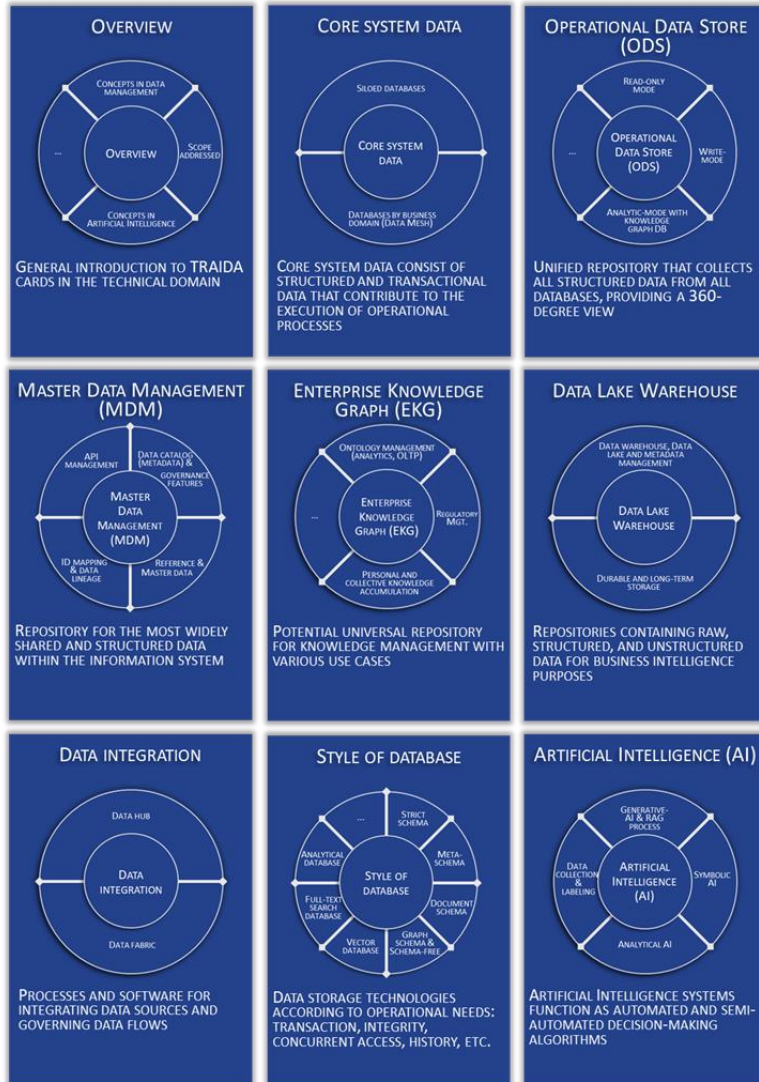 OVERVIEW
CONCEPTS IN DATA
MANAGEMENT
...
OVERVIEW
SCOPE
ADDRESSED
CONCEPTS IN
ARTIFICIAL INTELLIGENCE
GENERAL INTRODUCTION TO TRAIDA
CARDS IN THE TECHNICAL DOMAIN
CORE SYSTEM DATA
SILOED DATABASES
CORE SYSTEM
DATA
DATABASES BY BUSINESS
DOMAIN (DATA MESH)
CORE SYSTEM DATA CONSIST OF
STRUCTURED AND TRANSACTIONAL
DATA THAT CONTRIBUTE TO THE
EXECUTION OF OPERATIONAL
PROCESSES
OPERATIONAL DATA STORE
(ODS)
READ-ONLY
MODE
...
OPERATIONAL
DATA STORE
(ODS)
WRITE-
MODE
ANALYTIC-MODE WITH
KNOWLEDGE
GRAPH DB
UNIFIED REPOSITORY THAT COLLECTS
ALL STRUCTURED DATA FROM ALL
DATABASES, PROVIDING A 360-
DEGREE VIEW
MASTER DATA MANAGEMENT
(MDM)
API
MANAGEMENT
DATA CATALOG
(METADATA) &
GOVERNANCE
FEATURES
MASTER
DATA
MANAGEMENT
(MDM)
ID MAPPING
& DATA
LINEAGE
REFERENCE &
MASTER DATA
REPOSITORY FOR THE MOST WIDELY
SHARED AND STRUCTURED DATA
WITHIN THE INFORMATION SYSTEM
ENTERPRISE KNOWLEDGE
GRAPH (EKG)
ONTOLOGY MANAGEMENT
(ANALYTICS, OLTP)
...
ENTERPRISE
KNOWLEDGE
GRAPH (EKG)
REGULATORY
MGT.
PERSONAL AND
COLLECTIVE KNOWLEDGE
ACCUMULATION
POTENTIAL UNIVERSAL REPOSITORY
FOR KNOWLEDGE MANAGEMENT WITH
VARIOUS USE CASES
DATA LAKE WAREHOUSE
DATA WAREHOUSE, DATA
LAKE AND METADATA
MANAGEMENT
DATA LAKE
WAREHOUSE
DURABLE AND LONG-TERM
STORAGE
REPOSITORIES CONTAINING RAW,
STRUCTURED, AND UNSTRUCTURED
DATA FOR BUSINESS INTELLIGENCE
PURPOSES
DATA INTEGRATION
DATA HUB
DATA
INTEGRATION
DATA FABRIC
PROCESSES AND SOFTWARE FOR
INTEGRATING DATA SOURCES AND
GOVERNING DATA FLOWS
STYLE OF DATABASE
...
STRICT
SCHEMA
ANALYTICAL
DATABASE
META-
SCHEMA
STYLE OF
DATABASE
FULL-TEXT
SEARCH
DATABASE
DOCUMENT
SCHEMA
VECTOR
DATABASE
GRAPH
SCHEMA &
SCHEMA-FREE
DATA STORAGE TECHNOLOGIES
ACCORDING TO OPERATIONAL NEEDS:
TRANSACTION, INTEGRITY,
CONCURRENT ACCESS, HISTORY, ETC.
ARTIFICIAL INTELLIGENCE (AI)
GENERATIVE-
AI & RAG
PROCESS
DATA
COLLECTION
& LABELING
ARTIFICIAL
INTELLIGENCE
(AI)
SYMBOLIC
AI
ANALYTICAL AI
ARTIFICIAL INTELLIGENCE SYSTEMS
FUNCTION AS AUTOMATED AND SEMI-
AUTOMATED DECISION-MAKING
ALGORITHMS